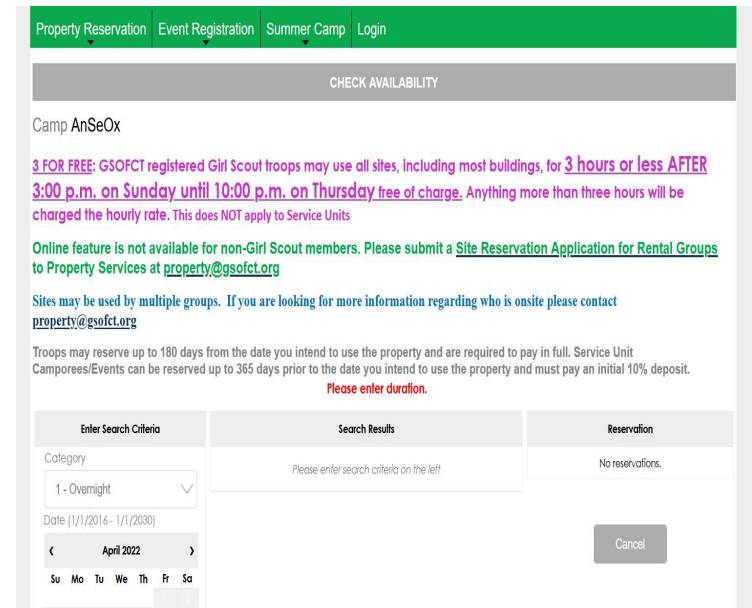 Property Reservation Event Registration Summer Camp Login
CHECK AVAILABILITY
Camp AnSeOx
3 FOR FREE: GSOFCT registered Girl Scout troops may use all sites, including most buildings, for 3 hours or less AFTER
3:00 p.m. on Sunday until 10:00 p.m. on Thursday free of charge. Anything more than three hours will be
charged the hourly rate. This does NOT apply to Service Units
Online feature is not available for non-Girl Scout members. Please submit a Site Reservation Application for Rental Groups
to Property Services at property@gsofct.org
Sites may be used by multiple groups. If you are looking for more information regarding who is onsite please contact
property@gsofct.org
Troops may reserve up to 180 days from the date you intend to use the property and are required to pay in full. Service Unit
Camporees/Events can be reserved up to 365 days prior to the date you intend to use the property and must pay an initial 10% deposit.
Please enter duration.
Enter Search Criteria
Category
1 - Overnight
Date (1/1/2016 - 1/1/2030)
‹ April 2022 ›
Su Mo Tu We Th Fr Sa
Search Results
Please enter search criteria on the left
Reservation
No reservations.
Cancel